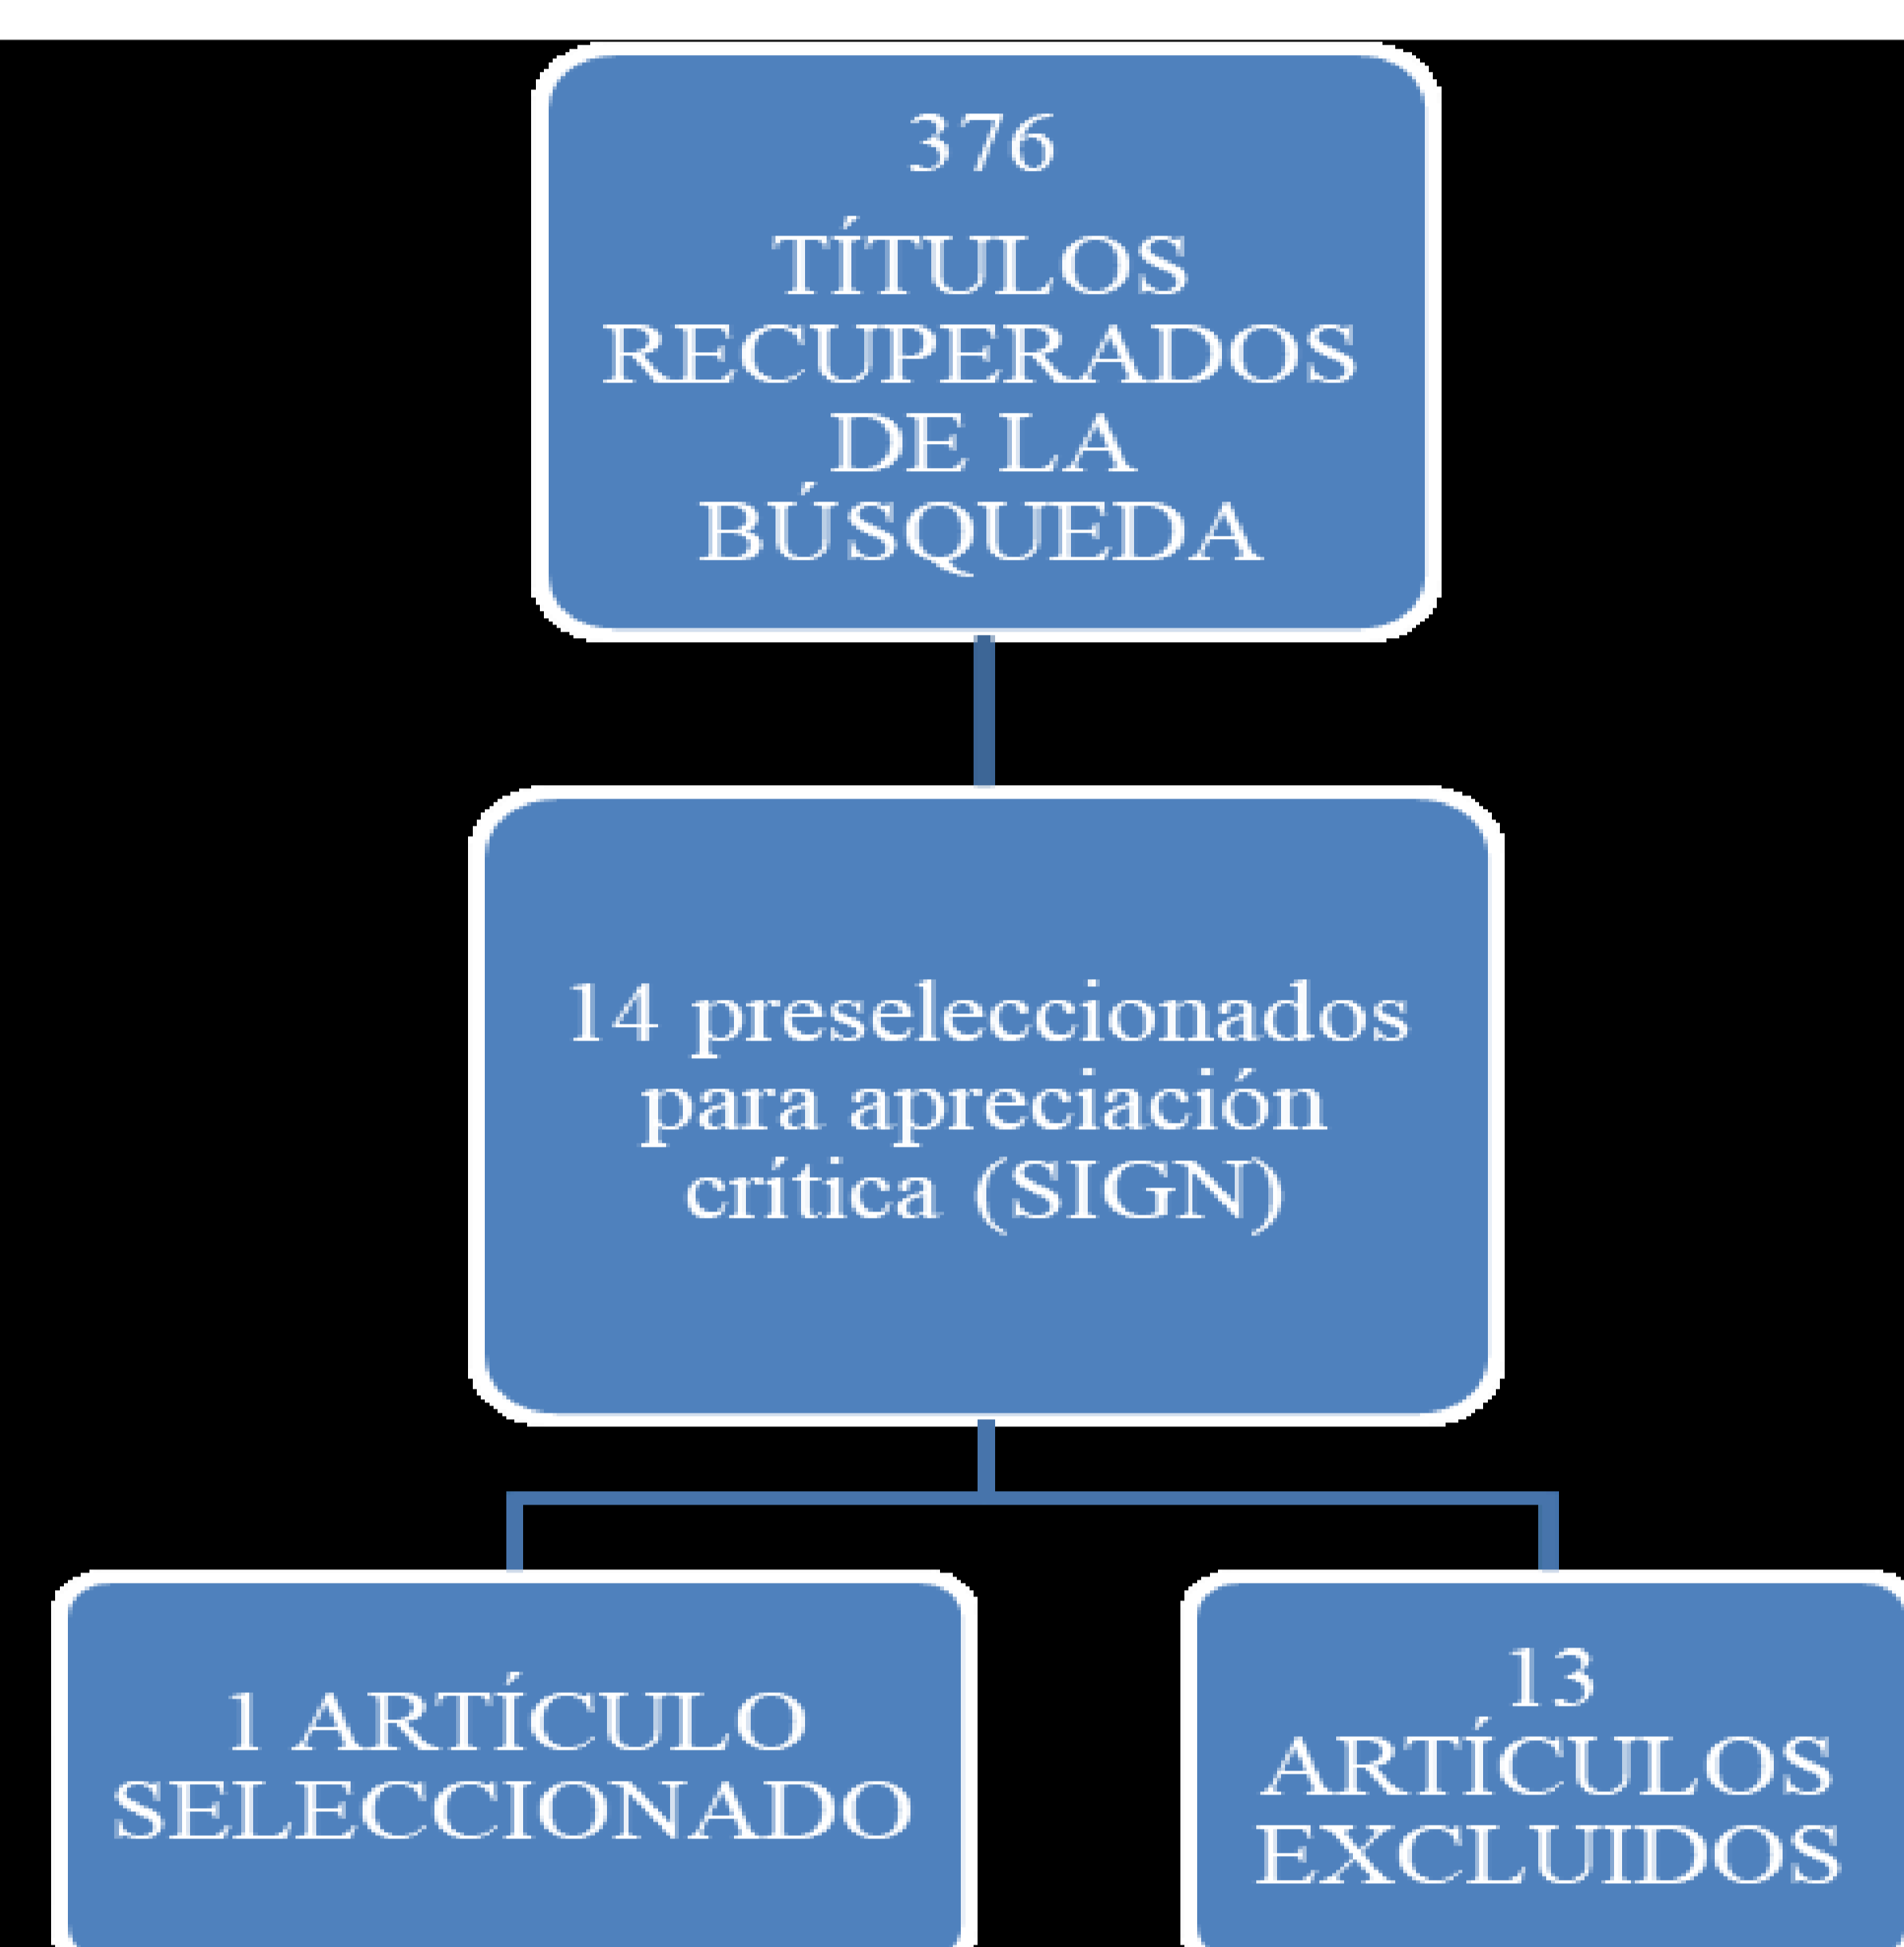 376
TÍTULOS
RECUPERADOS
DE LA
BÚSQUEDA
14 preseleccionados
para apreciación
crítica (SIGN)
1 ARTÍCULO
SELECCIONADO
13
ARTÍCULOS
EXCLUIDOS